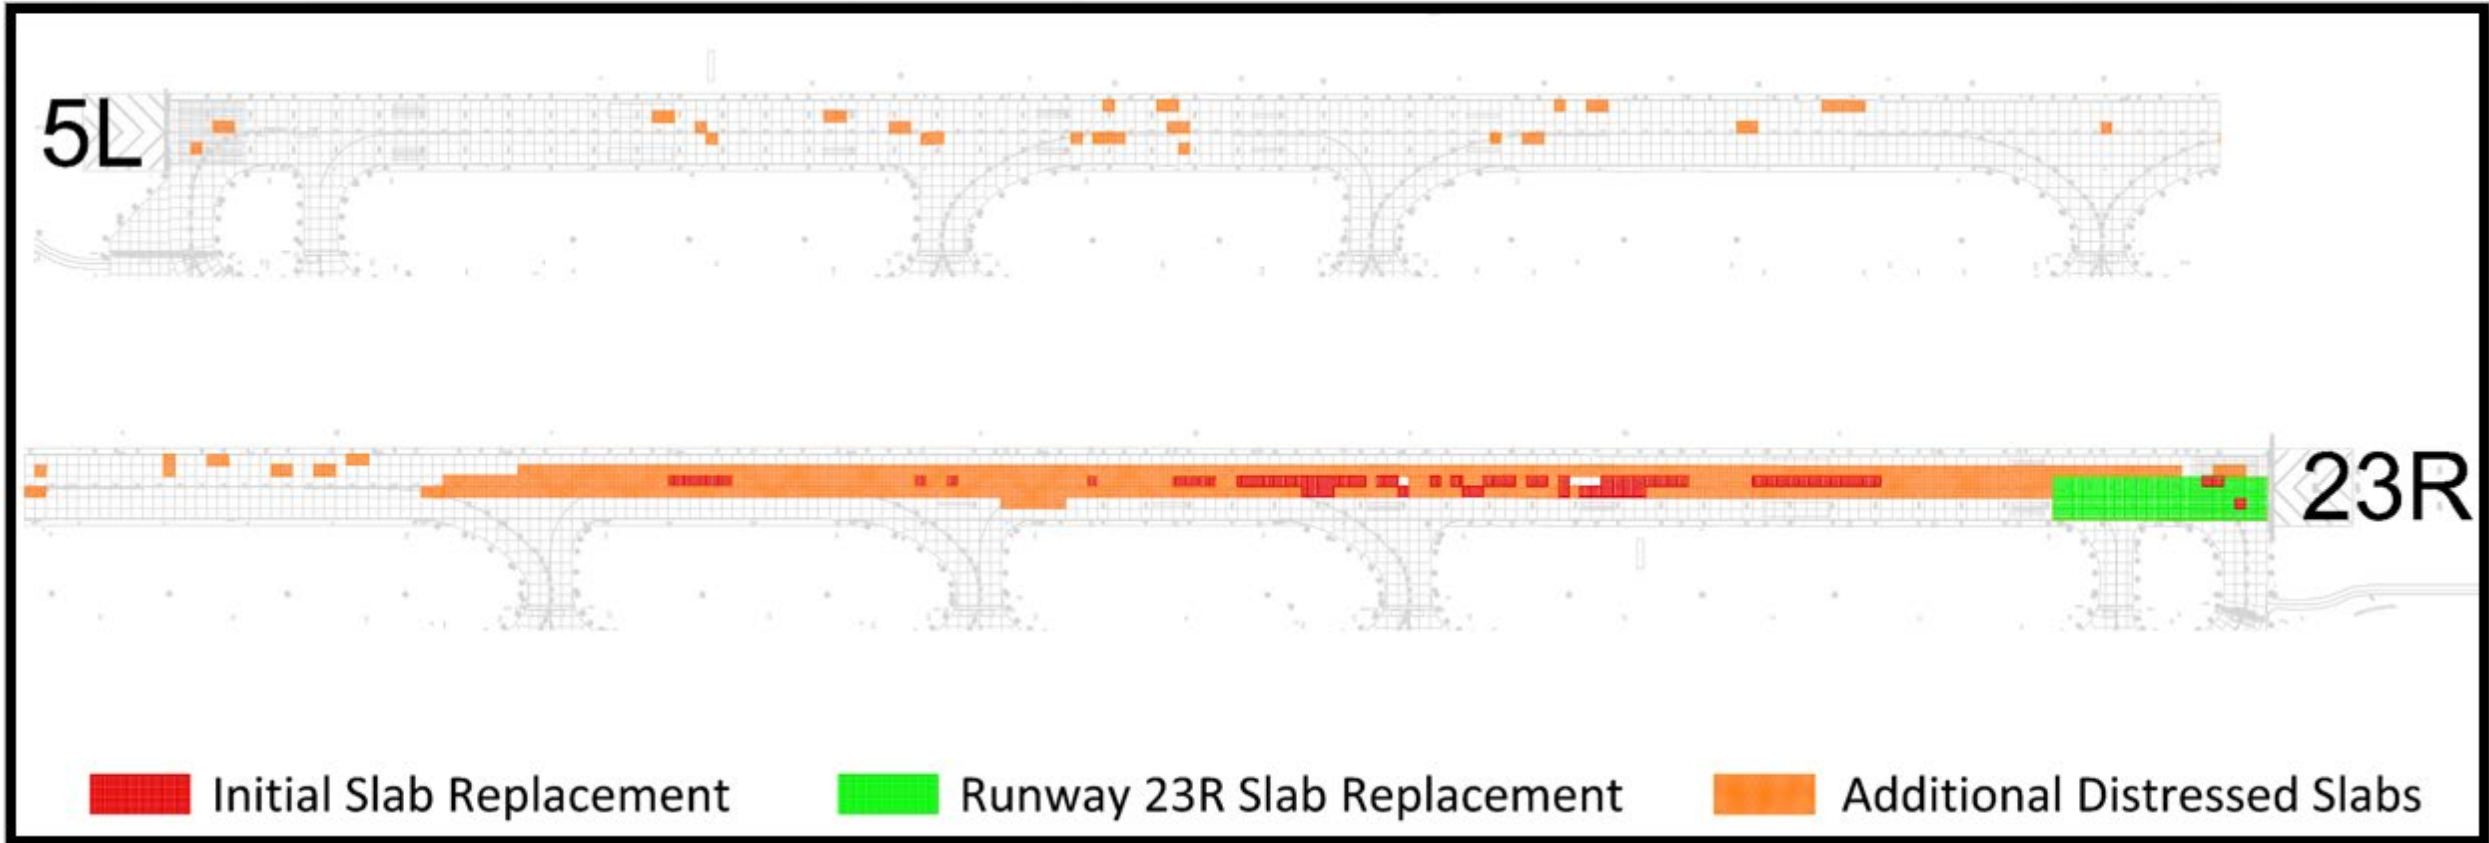 5L
23R
Initial Slab Replacement
Runway 23R Slab Replacement
Additional Distressed Slabs